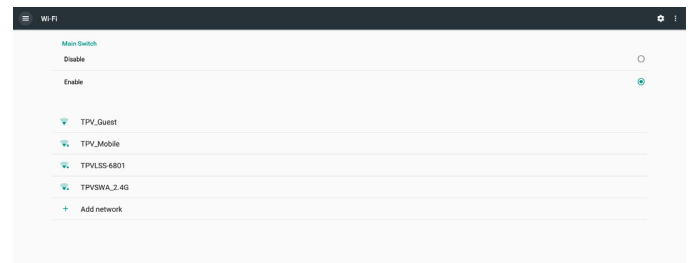 Wi-Fi
Main Switch
Disable
Enable
TPV_Guest
TPV_Mobile
TPVLSS-6801
TPVSWA_2.4G
Add network